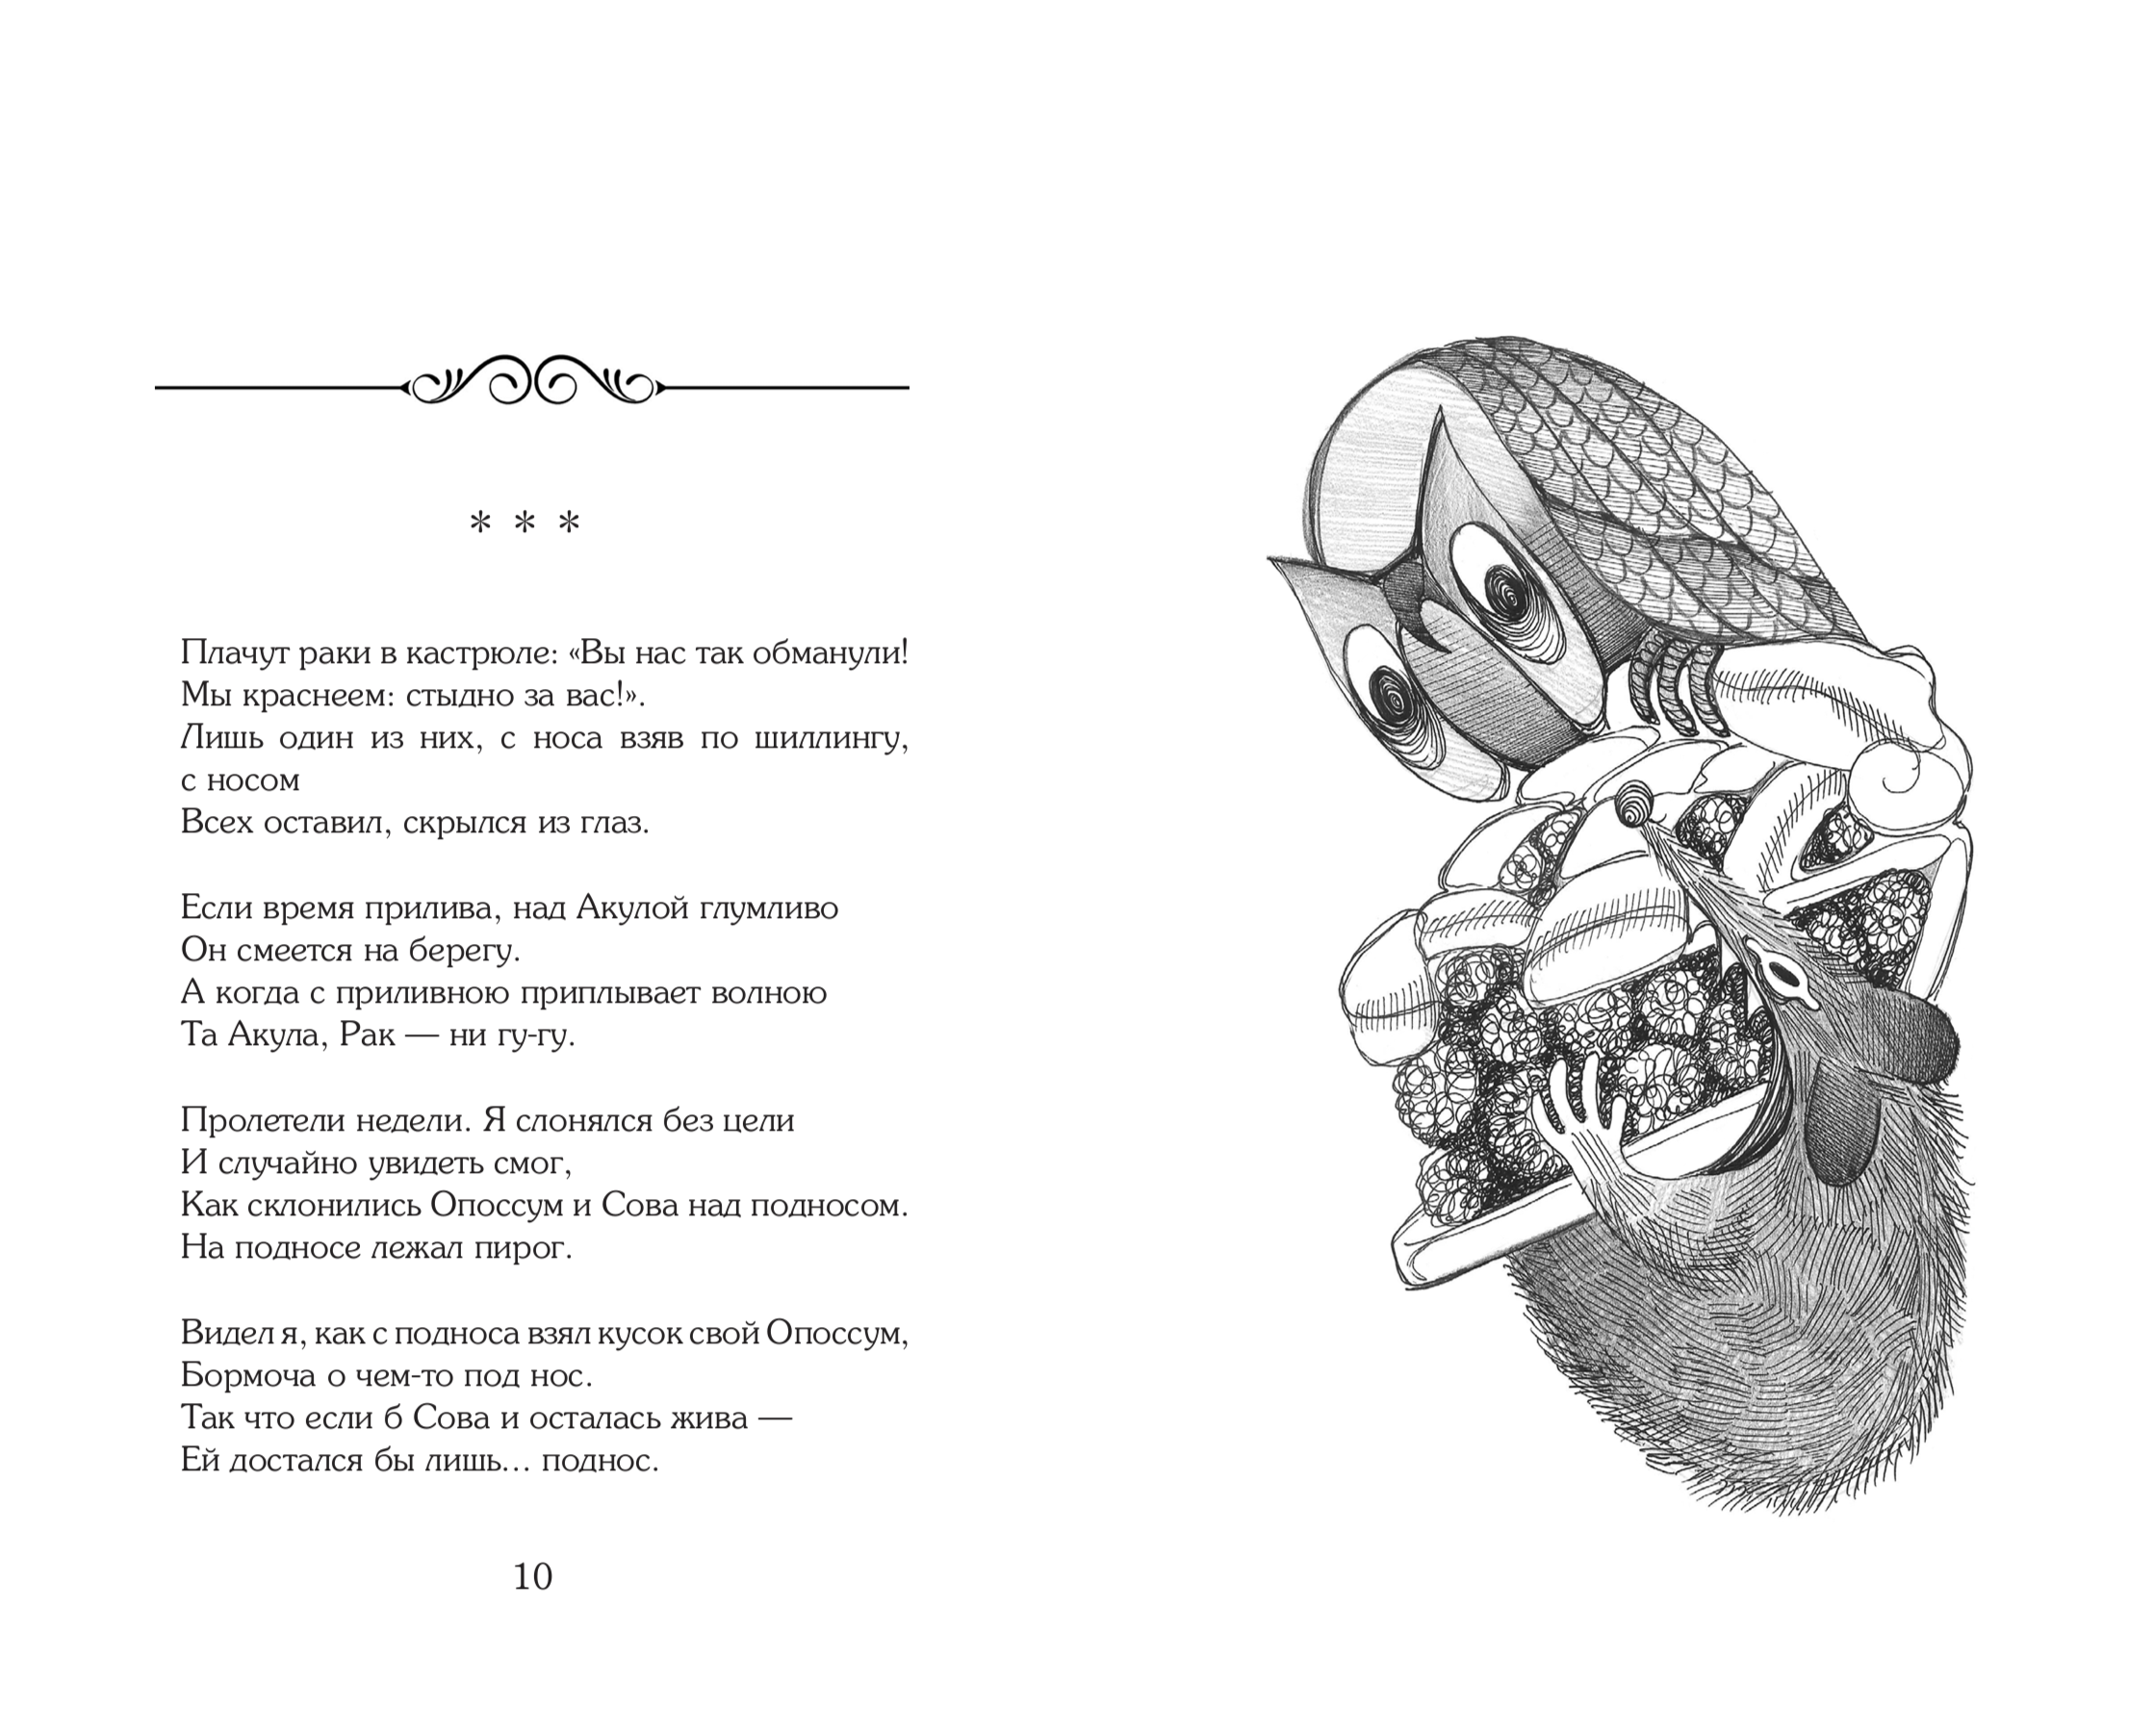 * * *
Плачут раки в кастрюле: «Вы нас так обманули!
Мы краснеем: стыдно за вас!».
Лишь один из них, с носа взяв по шиллингу,
с носом
Всех оставил, скрылся из глаз.
Если время прилива, над Акулой глумливо
Он смеется на берегу.
А когда с приливною приплывает волною
Та Акула, Рак — ни гу-гу.
Пролетели недели. Я слонялся без цели
И случайно увидеть смог,
Как склонились Опоссум и Сова над подносом.
На подносе лежал пирог.
Видел я, как с подноса взял кусок свой Опоссум,
Бормоча о чем-то под нос.
Так что если б Сова и осталась жива —
Ей достался бы лишь... поднос.
10